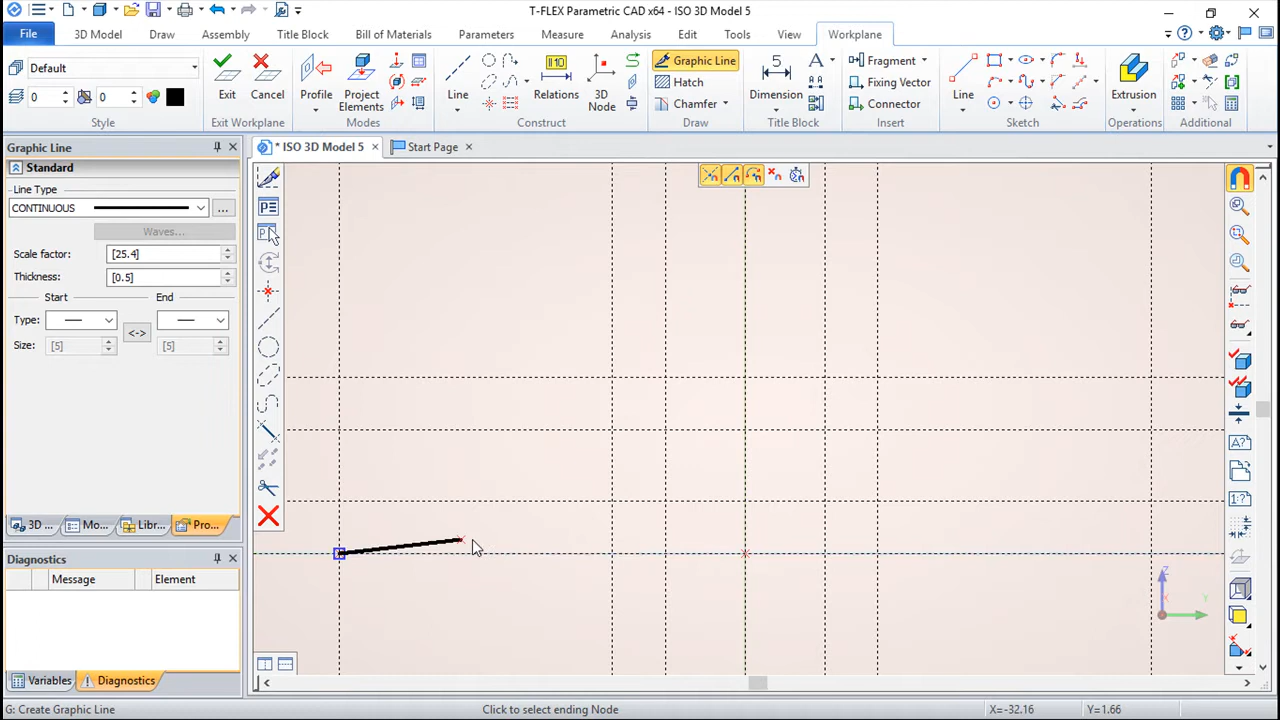 T-FLEX Parametric CAD x64 - ISO 3D Model 5
File 3D Model Draw Assembly Title Block Bill of Materials Parameters Measure Analysis Edit Tools View Workplane
Default
0 0
Style
Exit Cancel
Exit Workplane
Profile Project Elements
Modes
Line Relations 3D Node
Construct
Graphic Line
Hatch
Chamfer
Draw
Dimension
Title Block
Fragment
Fixing Vector
Connector
Insert
Line
Sketch
Extrusion
Operations
Additional
Graphic Line
* ISO 3D Model 5 Start Page
Standard
Line Type
CONTINUOUS ...
Waves...
Scale factor: [25.4]
Thickness: [0.5]
Start End
Type: <->
Size: [5] [5]
3D ... Mo... Libr... Pro...
Diagnostics
Message Element
Variables Diagnostics
Z
X Y
G: Create Graphic Line Click to select ending Node X=-32.16 Y=1.66